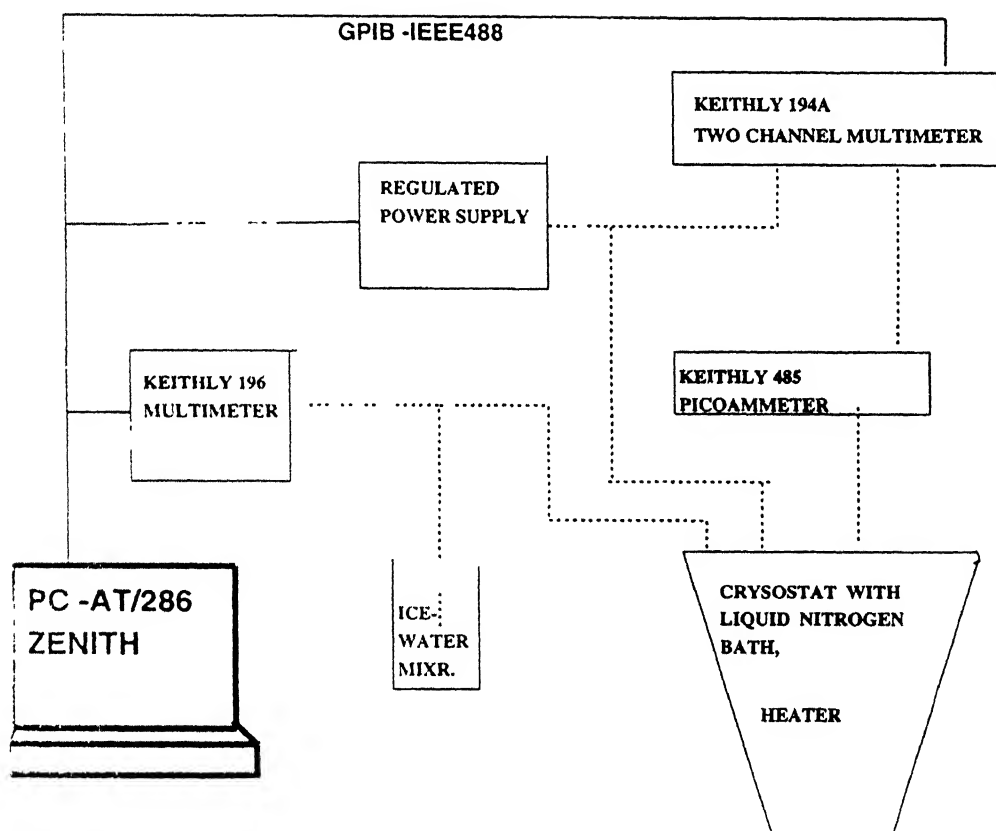 GPIB -IEEE488
KEITHLY 194A
TWO CHANNEL MULTIMETER
REGULATED
POWER SUPPLY
KEITHLY 196
MULTIMETER
KEITHLY 485
PICOAMMETER
PC -AT/286
ZENITH
ICE-
WATER
MIXR.
CRYSOSTAT WITH
LIQUID NITROGEN
BATH,
HEATER